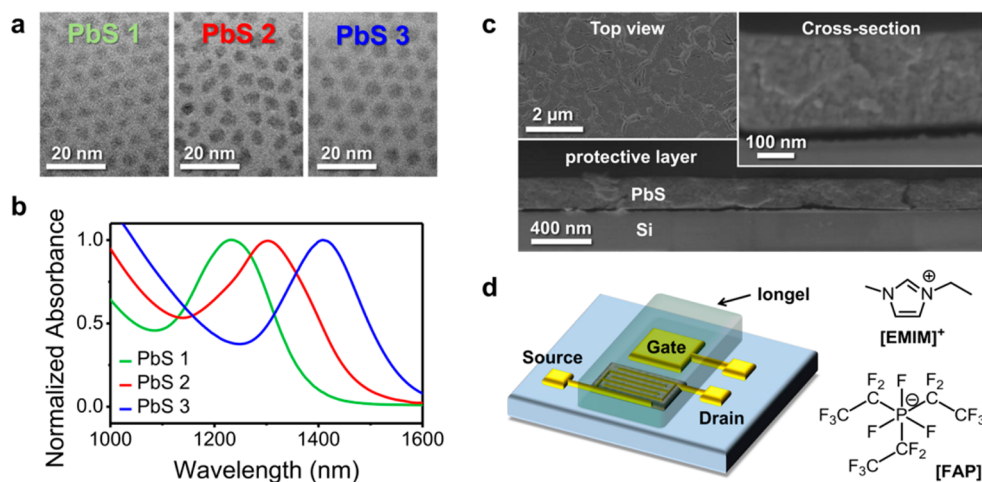 a
PbS 1
PbS 2
PbS 3
20 nm
20 nm
20 nm
b
Normalized Absorbance
1.0
0.5
0.0
PbS 1
PbS 2
PbS 3
1000
1200
1400
1600
Wavelength (nm)
c
Top view
2 μm
Cross-section
100 nm
protective layer
PbS
Si
400 nm
d
Iongel
Gate
Source
Drain
N
N
⊕
[EMIM]⁺
F₂
F
F₂
C
F
C
F₃C
P
⊖
CF₃
F
F
CF₂
F₃C
[FAP]